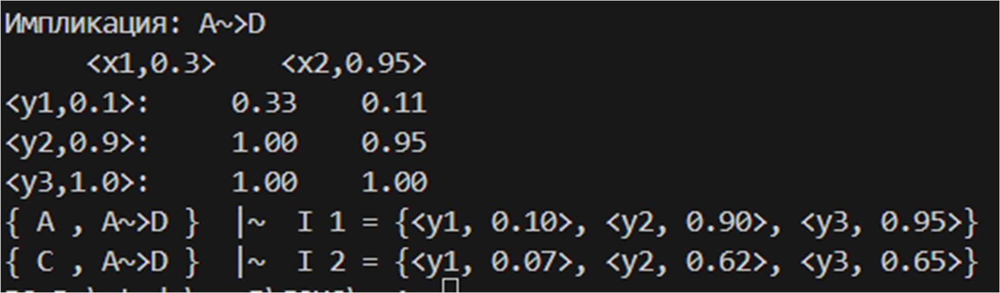 Импликация: A~>D
<x1,0.3> <x2,0.95>
<y1,0.1>: 0.33 0.11
<y2,0.9>: 1.00 0.95
<y3,1.0>: 1.00 1.00
{ A , A~>D } |~ I 1 = {<y1, 0.10>, <y2, 0.90>, <y3, 0.95>}
{ C , A~>D } |~ I 2 = {<y1, 0.07>, <y2, 0.62>, <y3, 0.65>}